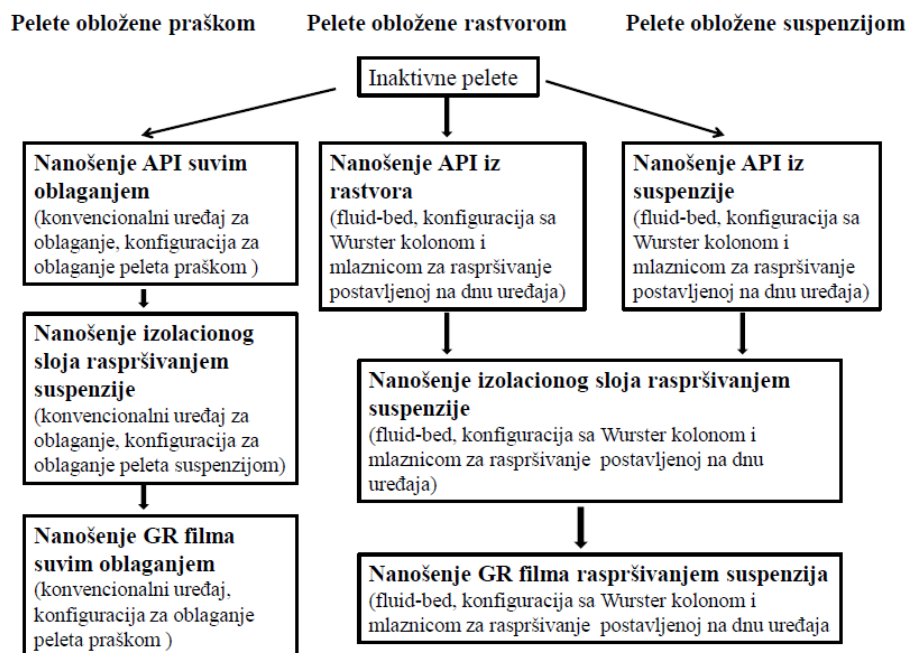 Pelete obložene praškom
Pelete obložene rastvorom
Pelete obložene suspenzijom
Inaktivne pelete
Nanošenje API suvim
oblaganjem
(konvencionalni uređaj za
oblaganje, konfiguracija za
oblaganje peleta praškom )
Nanošenje API iz
rastvora
(fluid-bed, konfiguracija sa
Wurster kolonom i
mlaznicom za raspršivanje
postavljenoj na dnu uređaja)
Nanošenje API iz
suspenzije
(fluid-bed, konfiguracija sa
Wurster kolonom i
mlaznicom za raspršivanje
postavljenoj na dnu uređaja)
Nanošenje izolacionog
sloja raspršivanjem
suspenzije
(konvencionalni uređaj za
oblaganje, konfiguracija za
oblaganje peleta suspenzijom)
Nanošenje izolacionog sloja raspršivanjem
suspenzije
(fluid-bed, konfiguracija sa Wurster kolonom i
mlaznicom za raspršivanje postavljenoj na dnu
uređaja)
Nanošenje GR filma
suvim oblaganjem
(konvencionalni uređaj,
konfiguracija za oblaganje
peleta praškom )
Nanošenje GR filma raspršivanjem suspenzija
(fluid-bed, konfiguracija sa Wurster kolonom i
mlaznicom za raspršivanje postavljenoj na dnu uređaja